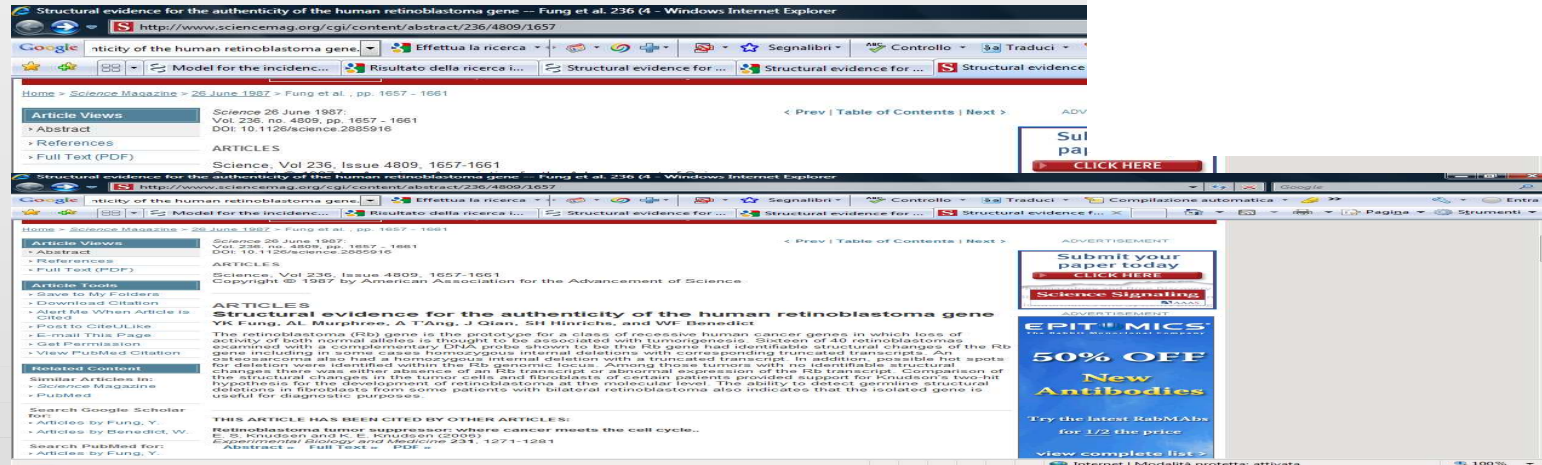 Structural evidence for the authenticity of the human retinoblastoma gene -- Fung et al. 236 (4 - Windows Internet Explorer
http://www.sciencemag.org/cgi/content/abstract/236/4809/1657
Google nticity of the human retinoblastoma gene. Effettua la ricerca Segnalibri Controllo Traduci
Model for the incidenc... Risultato della ricerca i... Structural evidence for ... Structural evidence for ... Structural evidence
Home > Science Magazine > 26 June 1987 > Fung et al. , pp. 1657 - 1661
Article Views
Abstract
References
Full Text (PDF)
Science 26 June 1987:
Vol. 236. no. 4809, pp. 1657 - 1661
DOI: 10.1126/science.2885916
ARTICLES
Science, Vol 236, Issue 4809, 1657-1661
< Prev | Table of Contents | Next >
ADV
Sul
pap
CLICK HERE
Structural evidence for the authenticity of the human retinoblastoma gene -- Fung et al. 236 (4 - Windows Internet Explorer
http://www.sciencemag.org/cgi/content/abstract/236/4809/1657
Google
Google nticity of the human retinoblastoma gene. Effettua la ricerca Segnalibri Controllo Traduci Compilazione automatica Entra
Model for the incidenc... Risultato della ricerca i... Structural evidence for ... Structural evidence for ... Structural evidence f... Pagina Strumenti
Home > Science Magazine > 26 June 1987 > Fung et al. , pp. 1657 - 1661
Article Views
Abstract
References
Full Text (PDF)
Article Tools
Save to My Folders
Download Citation
Alert Me When Article is
Cited
Post to CiteULike
E-mail This Page
Get Permission
View PubMed Citation
Related Content
Similar Articles In:
Science Magazine
PubMed
Search Google Scholar
for:
Articles by Fung, Y.
Articles by Benedict, W.
Search PubMed for:
Articles by Fung, Y.
Science 26 June 1987:
Vol. 236. no. 4809, pp. 1657 - 1661
DOI: 10.1126/science.2885916
< Prev | Table of Contents | Next >
ARTICLES
Science, Vol 236, Issue 4809, 1657-1661
Copyright © 1987 by American Association for the Advancement of Science
ARTICLES
Structural evidence for the authenticity of the human retinoblastoma gene
YK Fung, AL Murphree, A T'Ang, J Qian, SH Hinrichs, and WF Benedict
The retinoblastoma (Rb) gene is the prototype for a class of recessive human cancer genes in which loss of
activity of both normal alleles is thought to be associated with tumorigenesis. Sixteen of 40 retinoblastomas
examined with a complementary DNA probe shown to be the Rb gene had identifiable structural changes of the Rb
gene including in some cases homozygous internal deletions with corresponding truncated transcripts. An
osteosarcoma also had a homozygous internal deletion with a truncated transcript. In addition, possible hot spots
for deletion were identified within the Rb genomic locus. Among those tumors with no identifiable structural
changes there was either absence of an Rb transcript or abnormal expression of the Rb transcript. Comparison of
the structural changes in the tumor cells and fibroblasts of certain patients provided support for Knudson's two-hit
hypothesis for the development of retinoblastoma at the molecular level. The ability to detect germline structural
deletions in fibroblasts from some patients with bilateral retinoblastoma also indicates that the isolated gene is
useful for diagnostic purposes.
THIS ARTICLE HAS BEEN CITED BY OTHER ARTICLES:
Retinoblastoma tumor suppressor: where cancer meets the cell cycle..
E. S. Knudsen and K. E. Knudsen (2006)
Experimental Biology and Medicine 231, 1271-1281
Abstract » Full Text » PDF »
ADVERTISEMENT
Submit your
paper today
CLICK HERE
Science Signaling
AAAS
ADVERTISEMENT
EPITOMICS
50% OFF
New
Antibodies
Try the latest RabMAbs
for 1/2 the price
view complete list >
Internet | Modalità protetta: attivata 100%